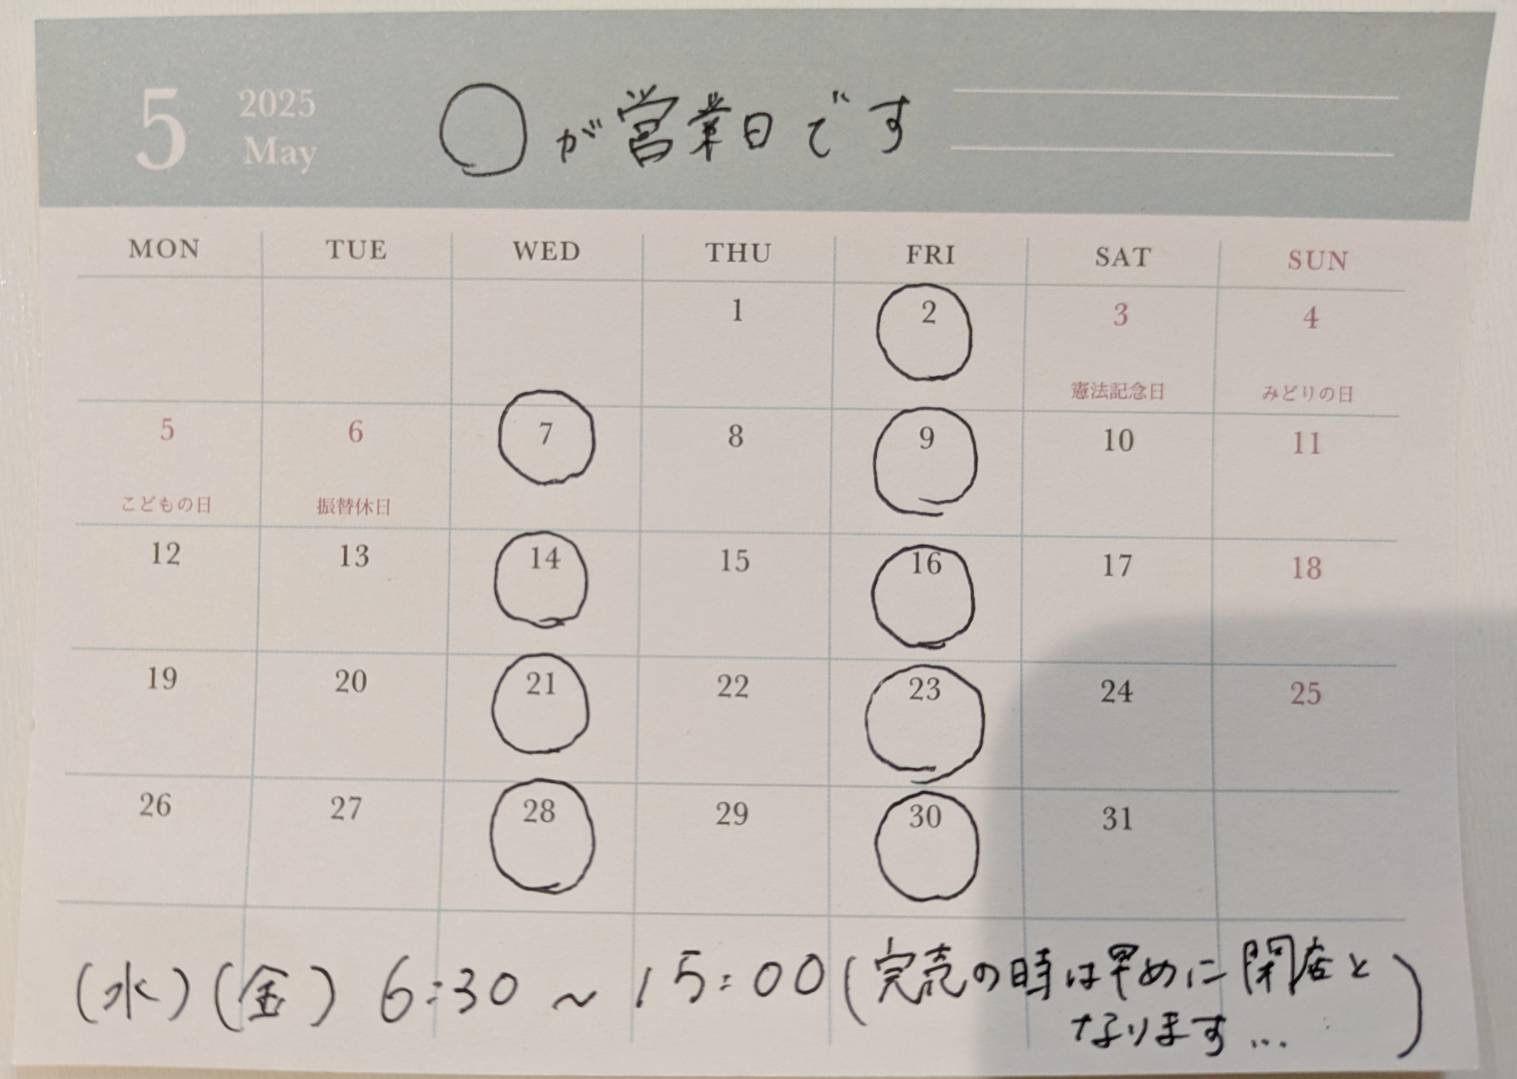 5
2025
May
○が営業日です
MON TUE WED THU FRI SAT SUN
1 2 3 4
憲法記念日 みどりの日
5 6 7 8 9 10 11
こどもの日 振替休日
12 13 14 15 16 17 18
19 20 21 22 23 24 25
26 27 28 29 30 31
(水)(金) 6:30 ~ 15:00 (完売の時は早めに閉店と
なります…)